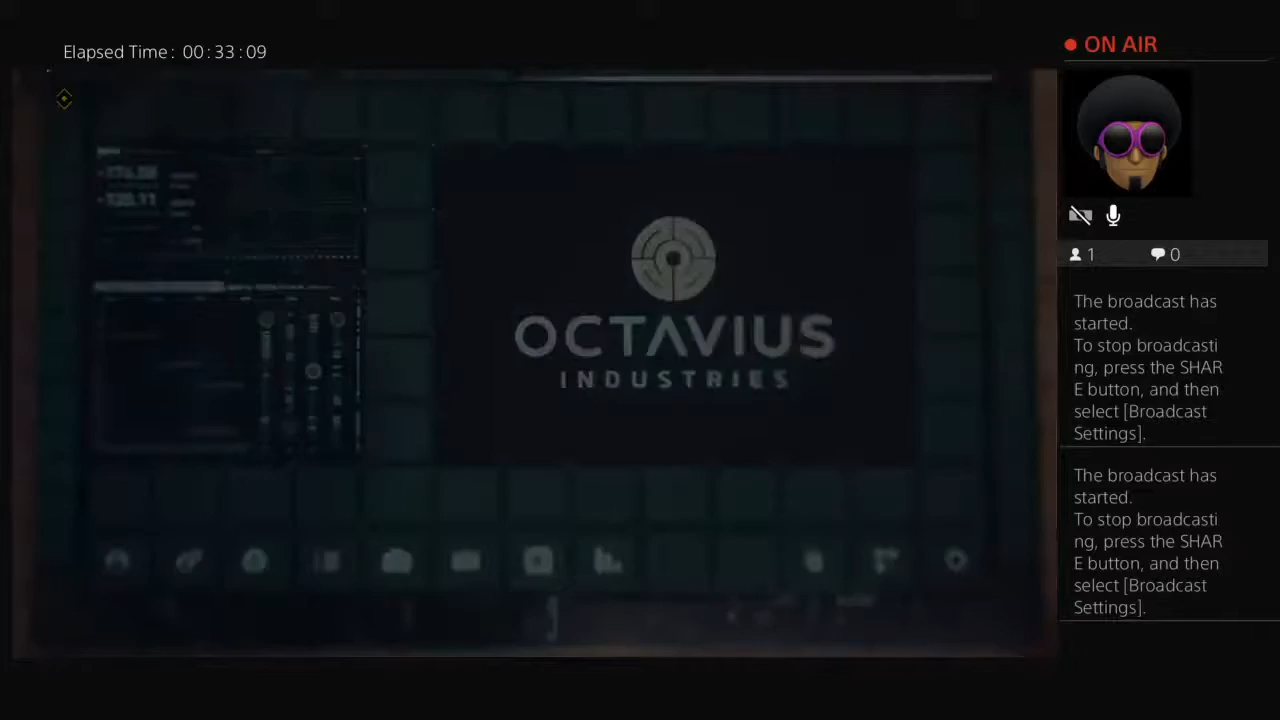 Elapsed Time: 00:33:09
ON AIR
OCTAVIUS
INDUSTRIES
1
0
The broadcast has
started.
To stop broadcasti
ng, press the SHAR
E button, and then
select [Broadcast
Settings].
The broadcast has
started.
To stop broadcasti
ng, press the SHAR
E button, and then
select [Broadcast
Settings].